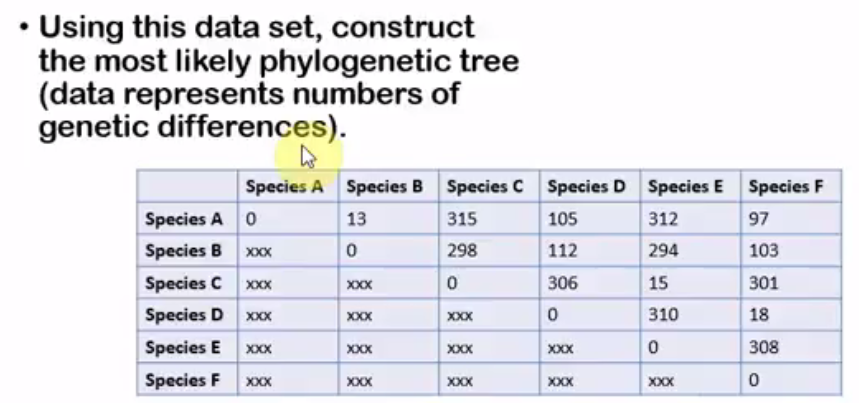 • Using this data set, construct
the most likely phylogenetic tree
(data represents numbers of
genetic differences).
Species A Species B Species C Species D Species E Species F
Species A 0 13 315 105 312 97
Species B xxx 0 298 112 294 103
Species C xxx xxx 0 306 15 301
Species D xxx xxx xxx 0 310 18
Species E xxx xxx xxx xxx 0 308
Species F xxx xxx xxx xxx xxx 0